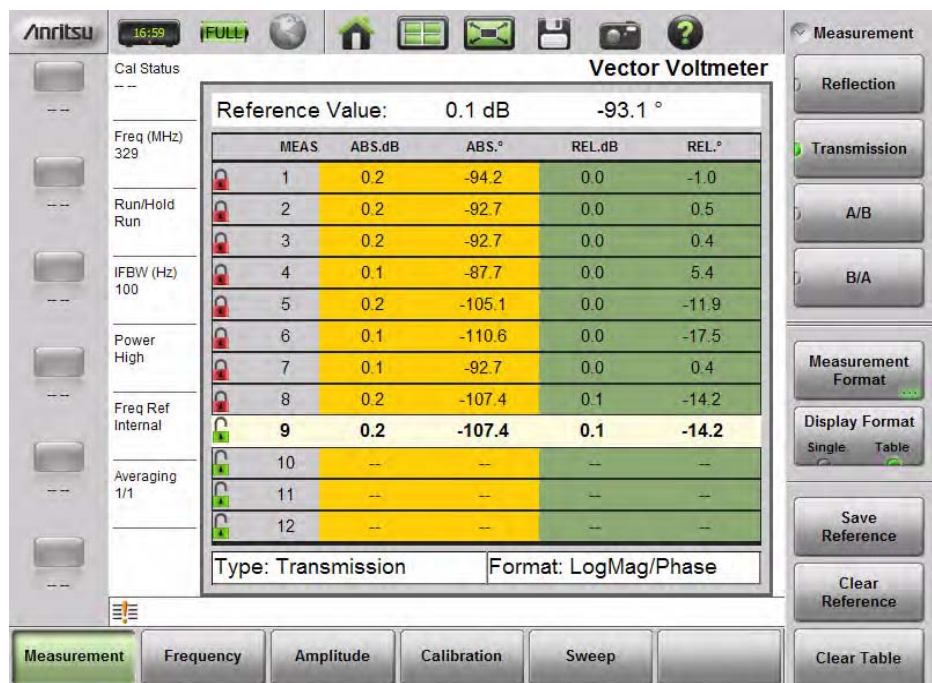 Anritsu 16:59 FULL ?
Measurement
Cal Status
-- --
Vector Voltmeter
Reference Value: 0.1 dB -93.1 °
Freq (MHz)
329
Run/Hold
Run
IFBW (Hz)
100
Power
High
Freq Ref
Internal
Averaging
1/1
MEAS ABS.dB ABS.° REL.dB REL.°
1 0.2 -94.2 0.0 -1.0
2 0.2 -92.7 0.0 0.5
3 0.2 -92.7 0.0 0.4
4 0.1 -87.7 0.0 5.4
5 0.2 -105.1 0.0 -11.9
6 0.1 -110.6 0.0 -17.5
7 0.1 -92.7 0.0 0.4
8 0.2 -107.4 0.1 -14.2
9 0.2 -107.4 0.1 -14.2
10 -- -- -- --
11 -- -- -- --
12 -- -- -- --
Type: Transmission Format: LogMag/Phase
-- --
-- --
-- --
-- --
-- --
-- --
Reflection
Transmission
A/B
B/A
Measurement
Format
...
Display Format
Single Table
Save
Reference
Clear
Reference
Clear Table
Measurement Frequency Amplitude Calibration Sweep